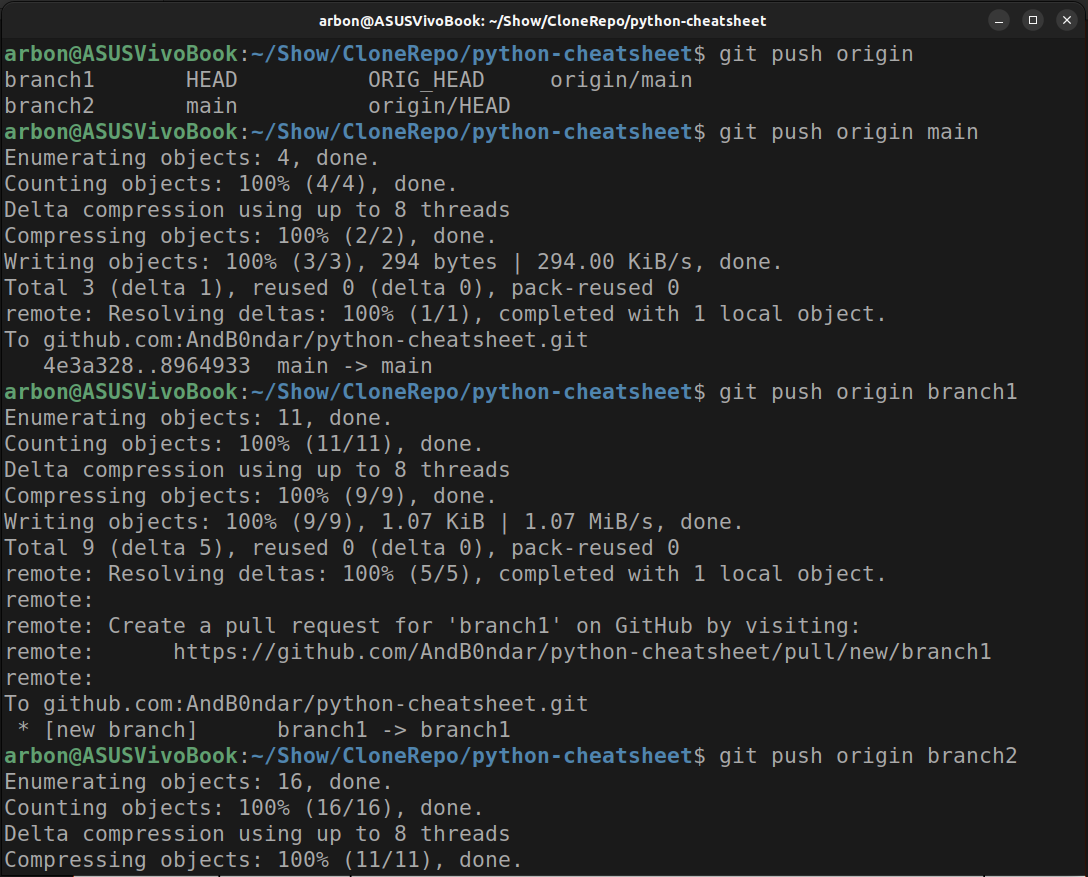 arbon@ASUSVivoBook: ~/Show/CloneRepo/python-cheatsheet
arbon@ASUSVivoBook:~/Show/CloneRepo/python-cheatsheet$ git push origin
branch1       HEAD          ORIG_HEAD     origin/main
branch2       main          origin/HEAD
arbon@ASUSVivoBook:~/Show/CloneRepo/python-cheatsheet$ git push origin main
Enumerating objects: 4, done.
Counting objects: 100% (4/4), done.
Delta compression using up to 8 threads
Compressing objects: 100% (2/2), done.
Writing objects: 100% (3/3), 294 bytes | 294.00 KiB/s, done.
Total 3 (delta 1), reused 0 (delta 0), pack-reused 0
remote: Resolving deltas: 100% (1/1), completed with 1 local object.
To github.com:AndB0ndar/python-cheatsheet.git
   4e3a328..8964933  main -> main
arbon@ASUSVivoBook:~/Show/CloneRepo/python-cheatsheet$ git push origin branch1
Enumerating objects: 11, done.
Counting objects: 100% (11/11), done.
Delta compression using up to 8 threads
Compressing objects: 100% (9/9), done.
Writing objects: 100% (9/9), 1.07 KiB | 1.07 MiB/s, done.
Total 9 (delta 5), reused 0 (delta 0), pack-reused 0
remote: Resolving deltas: 100% (5/5), completed with 1 local object.
remote:
remote: Create a pull request for 'branch1' on GitHub by visiting:
remote:      https://github.com/AndB0ndar/python-cheatsheet/pull/new/branch1
remote:
To github.com:AndB0ndar/python-cheatsheet.git
 * [new branch]      branch1 -> branch1
arbon@ASUSVivoBook:~/Show/CloneRepo/python-cheatsheet$ git push origin branch2
Enumerating objects: 16, done.
Counting objects: 100% (16/16), done.
Delta compression using up to 8 threads
Compressing objects: 100% (11/11), done.